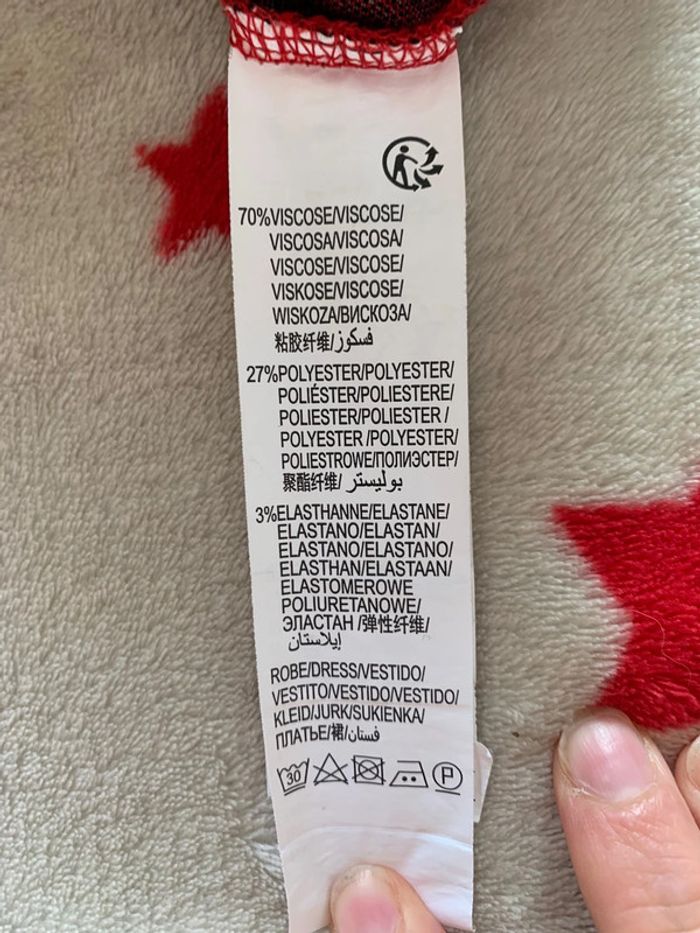 70%VISCOSE/VISCOSE/
VISCOSA/VISCOSA/
VISCOSE/VISCOSE/
VISKOSE/VISCOSE/
WISKOZA/ВИСКОЗА/
粘胶纤维/فسكوز
27%POLYESTER/POLYESTER/
POLIÉSTER/POLIESTERE/
POLIESTER/POLIESTER /
POLYESTER /POLYESTER/
POLIESTROWE/ПОЛИЭСТЕР/
聚酯纤维/ بوليستر
3%ELASTHANNE/ELASTANE/
ELASTANO/ELASTAN/
ELASTANO/ELASTANO/
ELASTHAN/ELASTAAN/
ELASTOMEROWE
POLIURETANOWE/
ЭЛАСТАН /弹性纤维/
إيلاستان
ROBE/DRESS/VESTIDO/
VESTITO/VESTIDO/VESTIDO/
KLEID/JURK/SUKIENKA/
ПЛАТЬЕ/裙/فستان
30 P